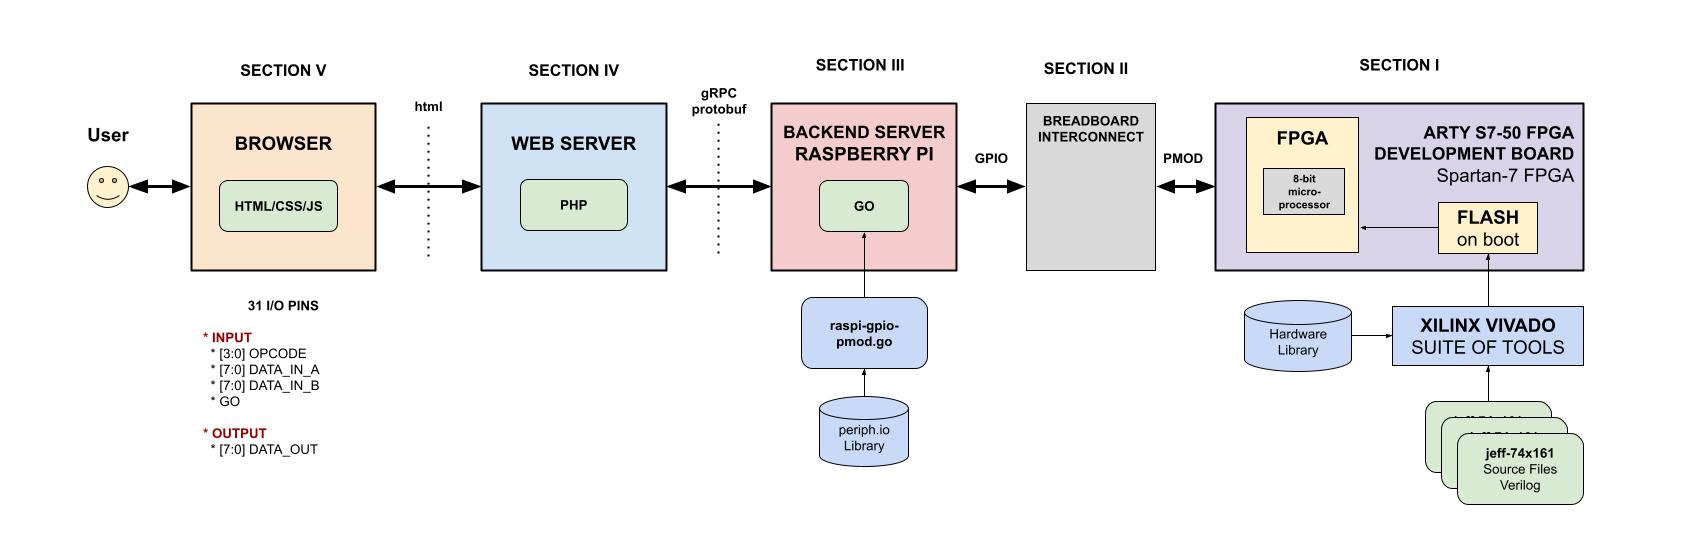 SECTION V
SECTION IV
SECTION III
SECTION II
SECTION I
User
BROWSER
HTML/CSS/JS
html
WEB SERVER
PHP
gRPC
protobuf
BACKEND SERVER
RASPBERRY PI
GO
GPIO
BREADBOARD
INTERCONNECT
PMOD
FPGA
8-bit
micro-
processor
ARTY S7-50 FPGA
DEVELOPMENT BOARD
Spartan-7 FPGA
FLASH
on boot
31 I/O PINS
* INPUT
* [3:0] OPCODE
* [7:0] DATA_IN_A
* [7:0] DATA_IN_B
* GO
* OUTPUT
* [7:0] DATA_OUT
raspi-gpio-
pmod.go
periph.io
Library
Hardware
Library
XILINX VIVADO
SUITE OF TOOLS
jeff-74x161
Source Files
Verilog